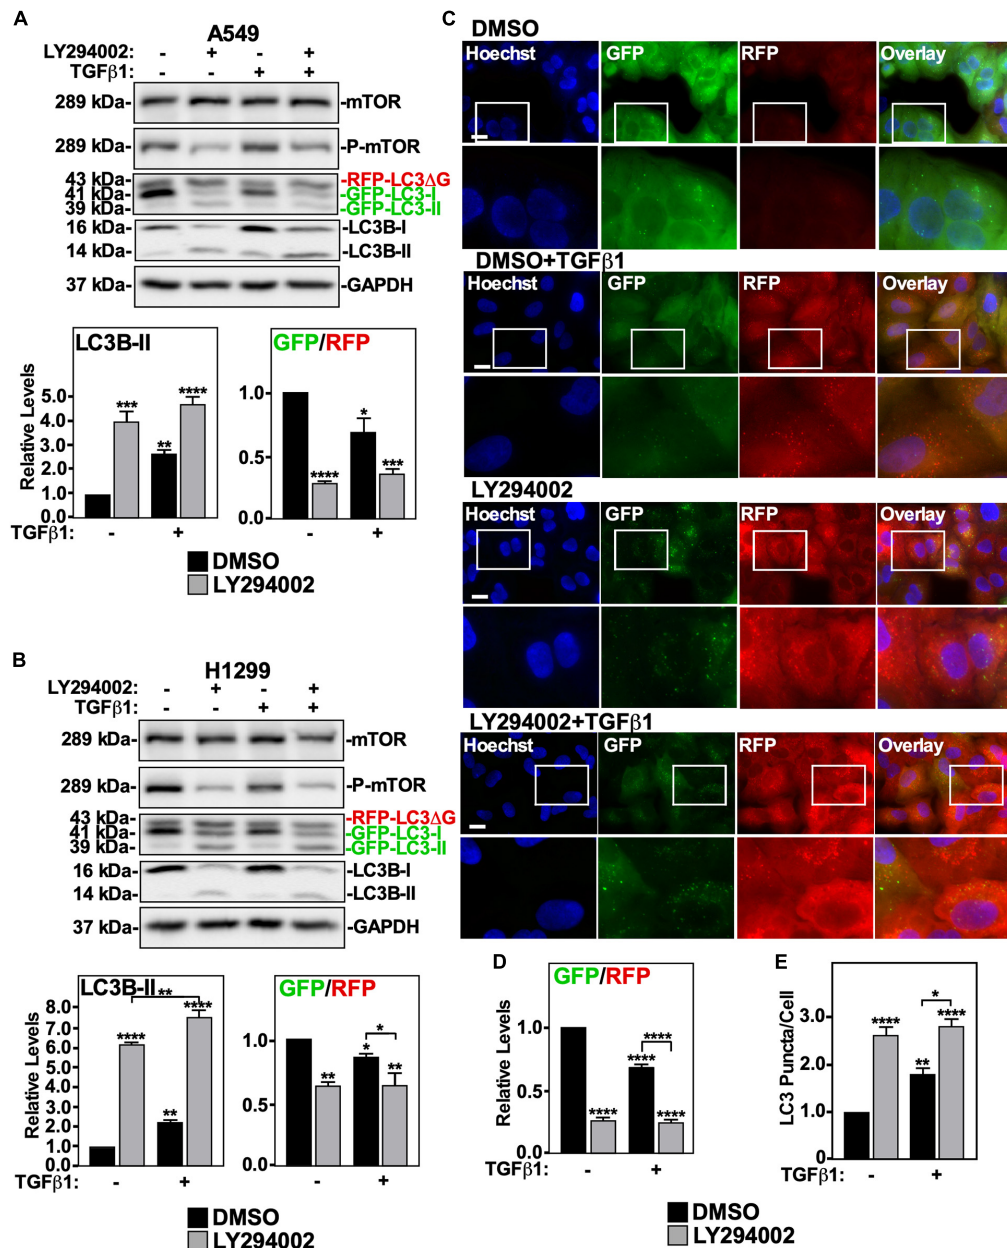 A
A549
LY294002: - + - +
TGFβ1: - - + +
289 kDa- -mTOR
289 kDa- -P-mTOR
43 kDa- -RFP-LC3ΔG
41 kDa- -GFP-LC3-I
39 kDa- -GFP-LC3-II
16 kDa- -LC3B-I
14 kDa- -LC3B-II
37 kDa- -GAPDH
LC3B-II
Relative Levels
5.0
4.0
3.0
2.0
1.0
0.0
*** ** ****
TGFβ1: - +
GFP/RFP
1.0
0.5
0.0
**** * ***
- +
DMSO
LY294002
B
H1299
LY294002: - + - +
TGFβ1: - - + +
289 kDa- -mTOR
289 kDa- -P-mTOR
43 kDa- -RFP-LC3ΔG
41 kDa- -GFP-LC3-I
39 kDa- -GFP-LC3-II
16 kDa- -LC3B-I
14 kDa- -LC3B-II
37 kDa- -GAPDH
LC3B-II
Relative Levels
8.0
7.0
6.0
5.0
4.0
3.0
2.0
1.0
0.0
**
**** ** ****
TGFβ1: - +
GFP/RFP
1.0
0.5
0.0
*
** * **
- +
DMSO
LY294002
C
DMSO
Hoechst GFP RFP Overlay
DMSO+TGFβ1
Hoechst GFP RFP Overlay
LY294002
Hoechst GFP RFP Overlay
LY294002+TGFβ1
Hoechst GFP RFP Overlay
D
GFP/RFP
Relative Levels
1.0
0.5
0.0
****
**** **** ****
TGFβ1: - +
E
LC3 Puncta/Cell
3.0
2.0
1.0
0
*
**** ** ****
TGFβ1: - +
DMSO
LY294002